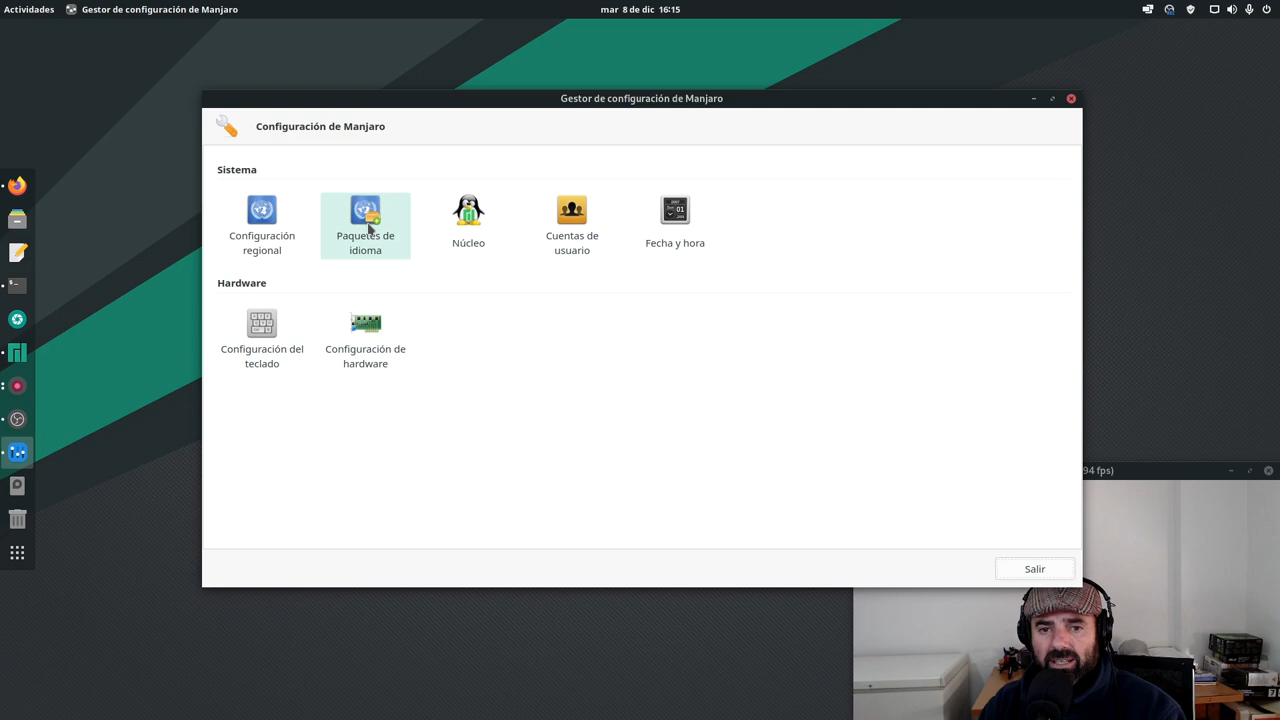 Actividades
Gestor de configuración de Manjaro
mar 8 de dic 16:15
Gestor de configuración de Manjaro
Configuración de Manjaro
Sistema
Configuración
regional
Paquetes de
idioma
Núcleo
Cuentas de
usuario
Fecha y hora
Hardware
Configuración del
teclado
Configuración de
hardware
94 fps)
Salir